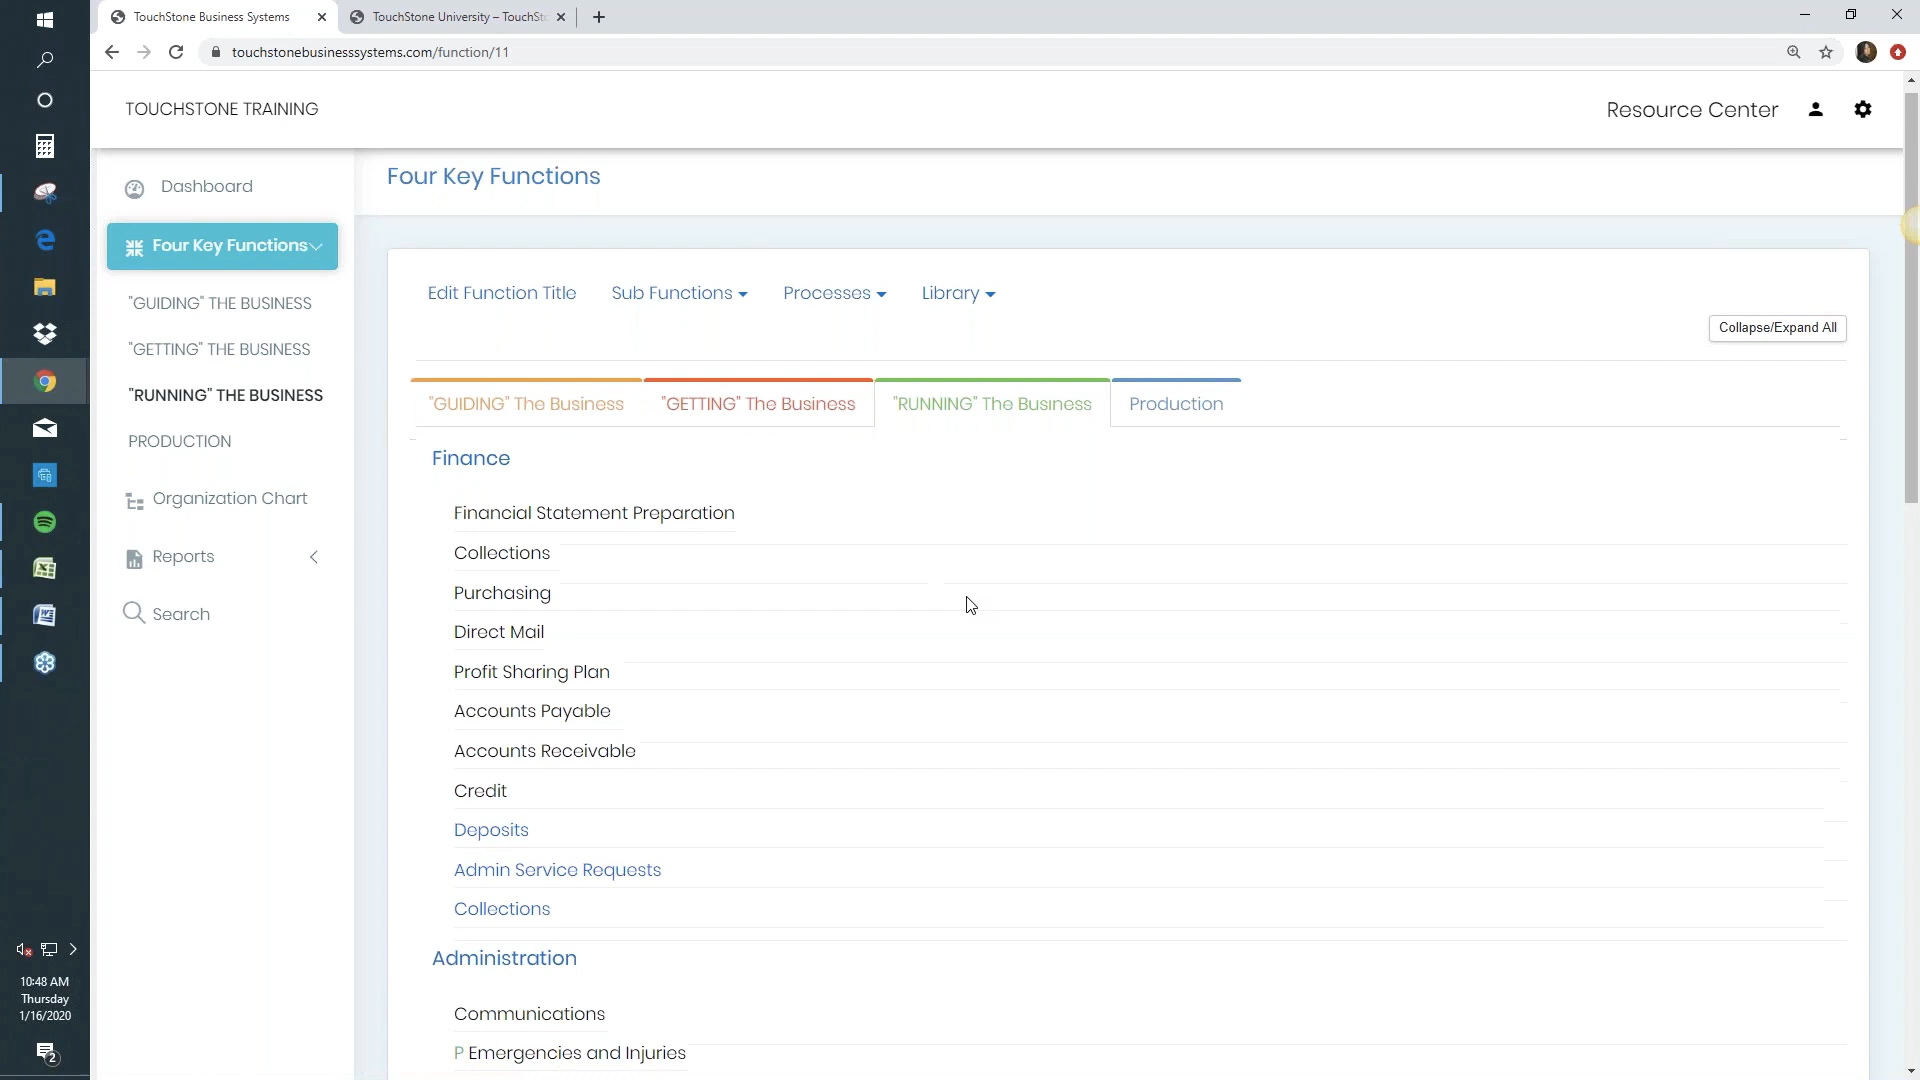 TouchStone Business Systems
TouchStone University – TouchSto
touchstonebusinesssystems.com/function/11
TOUCHSTONE TRAINING
Resource Center
Dashboard
Four Key Functions
"GUIDING" THE BUSINESS
"GETTING" THE BUSINESS
"RUNNING" THE BUSINESS
PRODUCTION
Organization Chart
Reports
Search
Four Key Functions
Edit Function Title
Sub Functions
Processes
Library
Collapse/Expand All
"GUIDING" The Business
"GETTING" The Business
"RUNNING" The Business
Production
Finance
Financial Statement Preparation
Collections
Purchasing
Direct Mail
Profit Sharing Plan
Accounts Payable
Accounts Receivable
Credit
Deposits
Admin Service Requests
Collections
Administration
Communications
P Emergencies and Injuries
10:48 AM
Thursday
1/16/2020
2